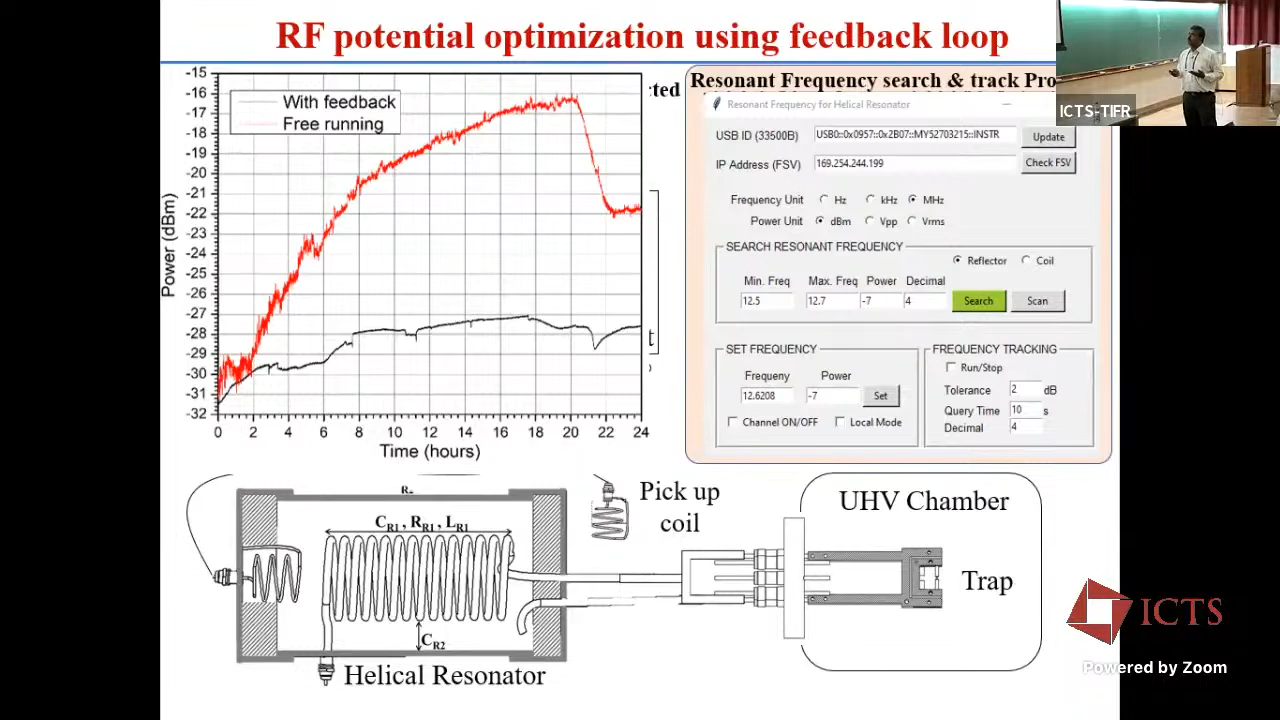 RF potential optimization using feedback loop
-15
-16
-17
-18
-19
-20
-21
-22
-23
-24
-25
-26
-27
-28
-29
-30
-31
-32
Power (dBm)
With feedback
Free running
0 2 4 6 8 10 12 14 16 18 20 22 24
Time (hours)
cted
t
Resonant Frequency search & track Pro
Resonant Frequency for Helical Resonator
USB ID (33500B) USB0::0x0957::0x2B07::MY52703215::INSTR Update
IP Address (FSV) 169.254.244.199 Check FSV
Frequency Unit Hz kHz MHz
Power Unit dBm Vpp Vrms
SEARCH RESONANT FREQUENCY
Reflector Coil
Min. Freq Max. Freq Power Decimal
12.5 12.7 -7 4 Search Scan
SET FREQUENCY
Frequeny Power
12.6208 -7 Set
Channel ON/OFF Local Mode
FREQUENCY TRACKING
Run/Stop
Tolerance 2 dB
Query Time 10 s
Decimal 4
ICTS-TIFR
CR1 , RR1 , LR1
CR2
Helical Resonator
Pick up
coil
UHV Chamber
Trap
ICTS
Powered by Zoom